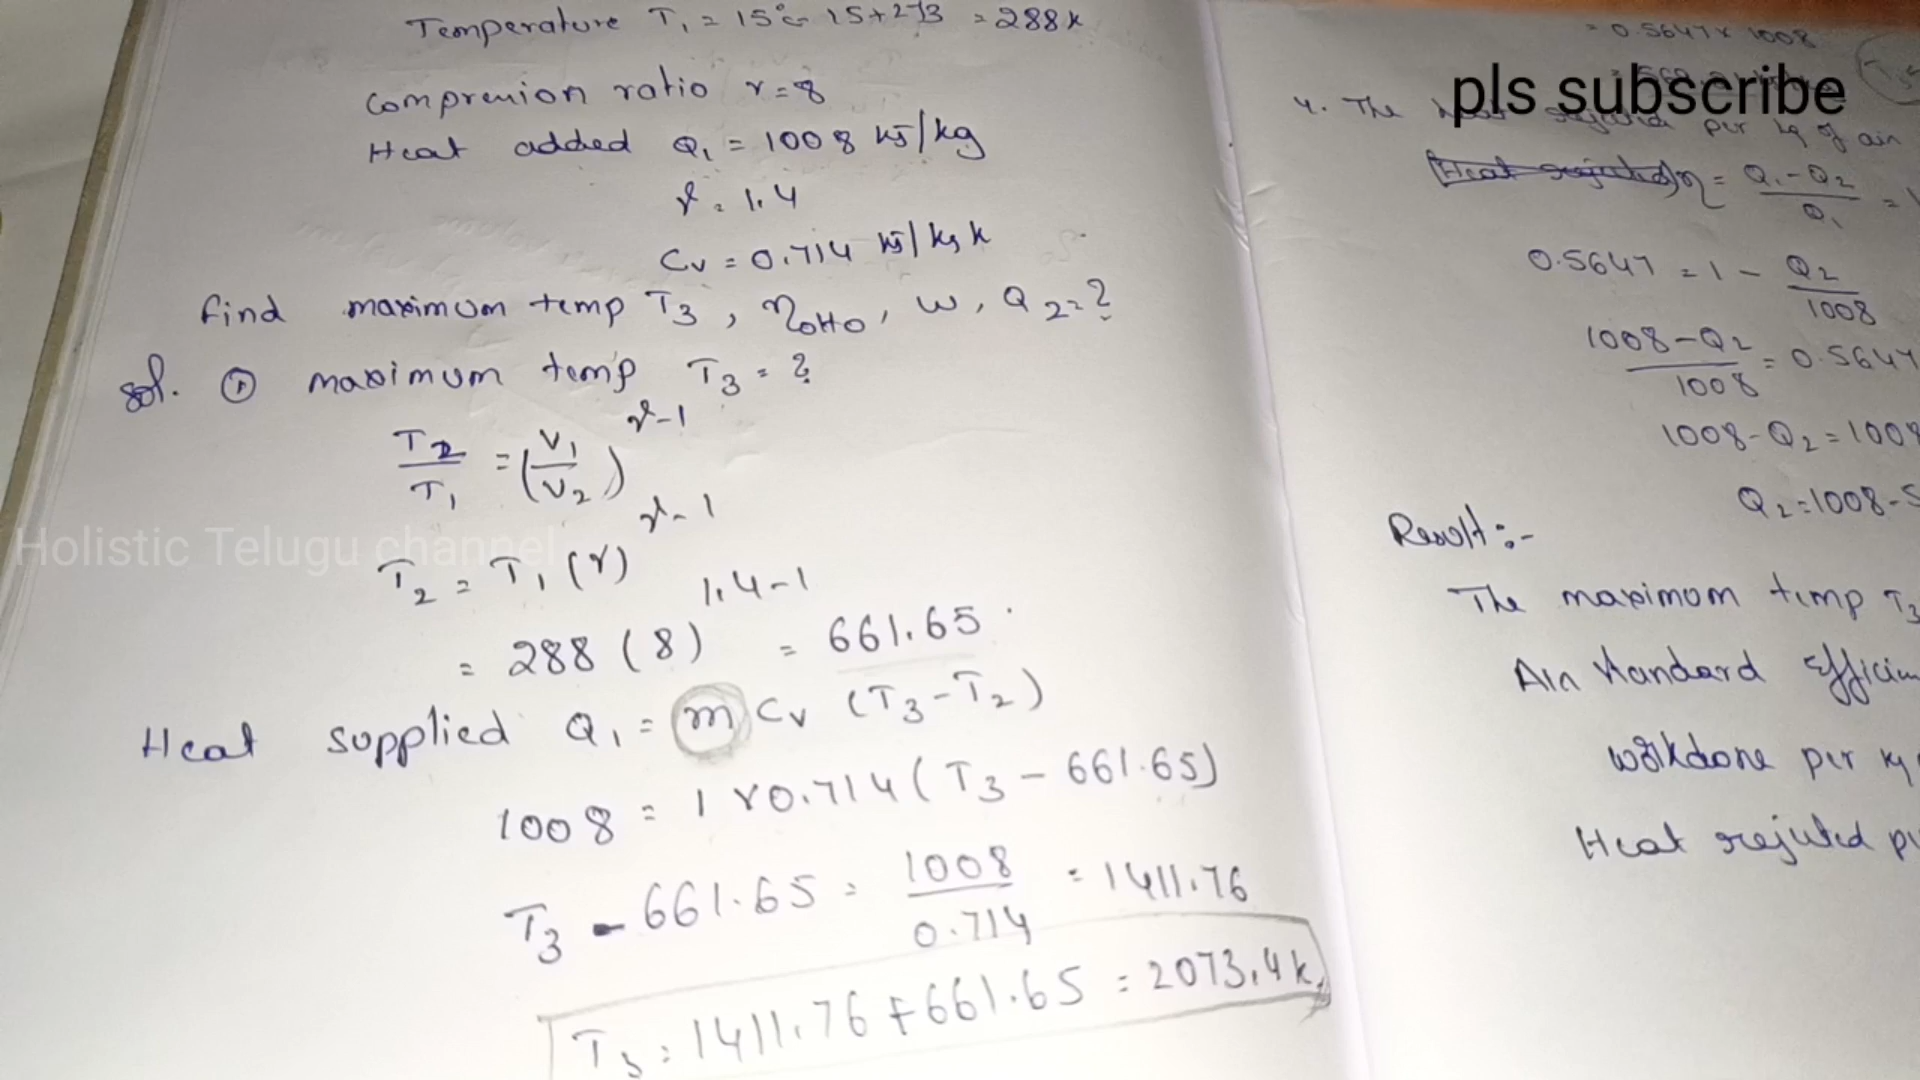 Temperature T₁ = 15°c 15+273 = 288k
Compression ratio r=8
Heat added Q₁ = 1008 kJ/kg
γ = 1.4
Cv = 0.714 kJ/kg k
find maximum temp T₃, ηotto, w, Q₂=?
sol. ① maximum temp T₃ = ?
T₂/T₁ = (V₁/V₂)^γ-1
T₂ = T₁(r)^γ-1
= 288 (8)^1.4-1 = 661.65
Heat supplied Q₁ = m Cv (T₃-T₂)
1008 = 1×0.714(T₃ - 661.65)
T₃ - 661.65 = 1008/0.714 = 1411.76
T₃ = 1411.76+661.65 = 2073.4k
= 0.5647×1008
4. The per kg of air
η = Q₁-Q₂/Q₁ =
0.5647 = 1 - Q₂/1008
1008-Q₂/1008 = 0.5647
1008-Q₂ = 1008
Q₂=1008-5
Result:-
The maximum temp T₃
Air standard
workdone per kg
Heat rejected
pls subscribe
Holistic Telugu channel